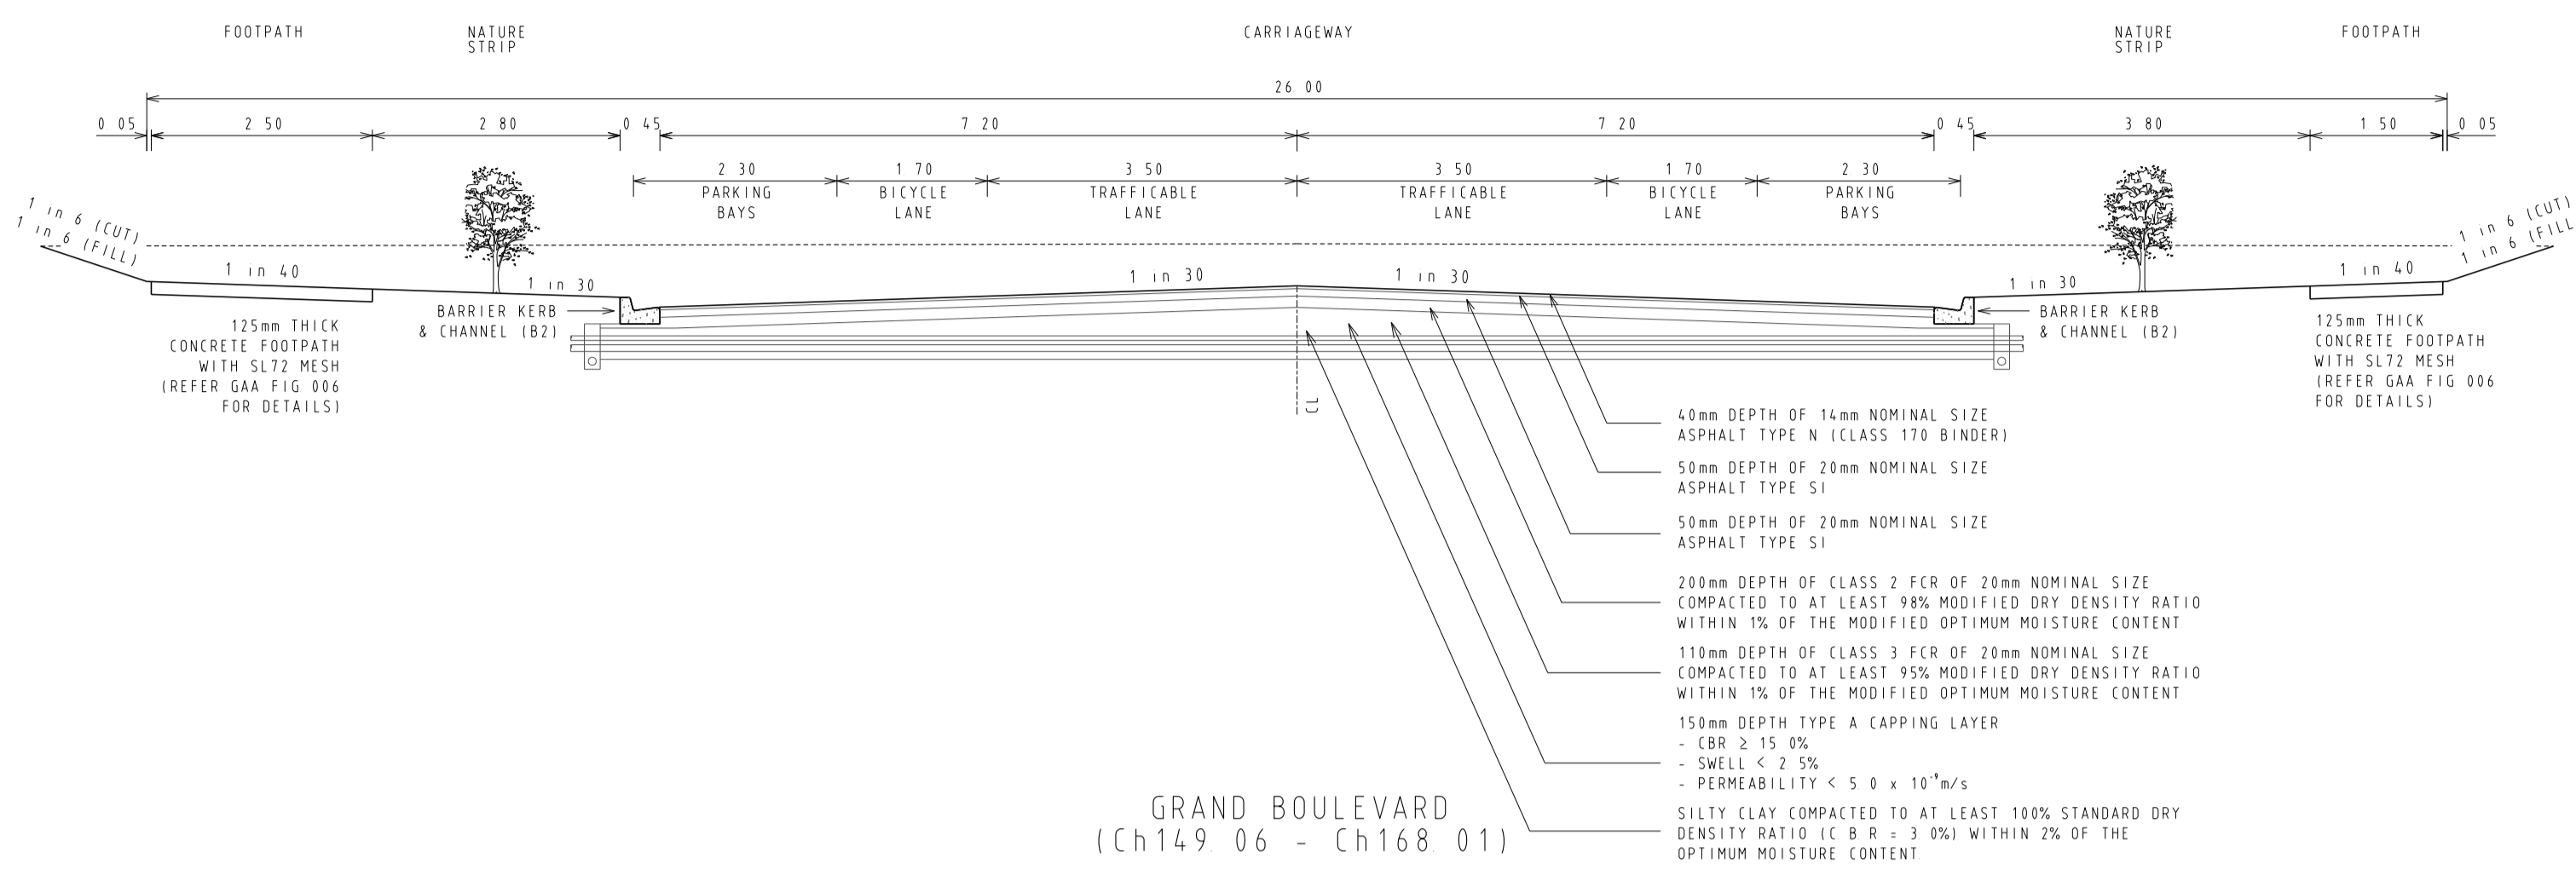 FOOTPATH
NATURE
STRIP
CARRIAGEWAY
NATURE
STRIP
FOOTPATH
26 00
0 05
2 50
2 80
0 45
7 20
7 20
0 45
3 80
1 50
0 05
2 30
PARKING
BAYS
1 70
BICYCLE
LANE
3 50
TRAFFICABLE
LANE
3 50
TRAFFICABLE
LANE
1 70
BICYCLE
LANE
2 30
PARKING
BAYS
1 in 6 (CUT)
1 in 6 (FILL)
1 in 40
1 in 30
1 in 30
1 in 30
1 in 30
1 in 40
1 in 6 (CUT)
1 in 6 (FILL
BARRIER KERB
& CHANNEL (B2)
BARRIER KERB
& CHANNEL (B2)
125mm THICK
CONCRETE FOOTPATH
WITH SL72 MESH
(REFER GAA FIG 006
FOR DETAILS)
125mm THICK
CONCRETE FOOTPATH
WITH SL72 MESH
(REFER GAA FIG 006
FOR DETAILS)
40mm DEPTH OF 14mm NOMINAL SIZE
ASPHALT TYPE N (CLASS 170 BINDER)
50mm DEPTH OF 20mm NOMINAL SIZE
ASPHALT TYPE SI
50mm DEPTH OF 20mm NOMINAL SIZE
ASPHALT TYPE SI
200mm DEPTH OF CLASS 2 FCR OF 20mm NOMINAL SIZE
COMPACTED TO AT LEAST 98% MODIFIED DRY DENSITY RATIO
WITHIN 1% OF THE MODIFIED OPTIMUM MOISTURE CONTENT
110mm DEPTH OF CLASS 3 FCR OF 20mm NOMINAL SIZE
COMPACTED TO AT LEAST 95% MODIFIED DRY DENSITY RATIO
WITHIN 1% OF THE MODIFIED OPTIMUM MOISTURE CONTENT
150mm DEPTH TYPE A CAPPING LAYER
- CBR ≥ 15 0%
- SWELL < 2.5%
- PERMEABILITY < 5 0 x 10⁻⁹m/s
SILTY CLAY COMPACTED TO AT LEAST 100% STANDARD DRY
DENSITY RATIO (C B R = 3 0%) WITHIN 2% OF THE
OPTIMUM MOISTURE CONTENT.
GRAND BOULEVARD
(Ch149. 06 - Ch168. 01)